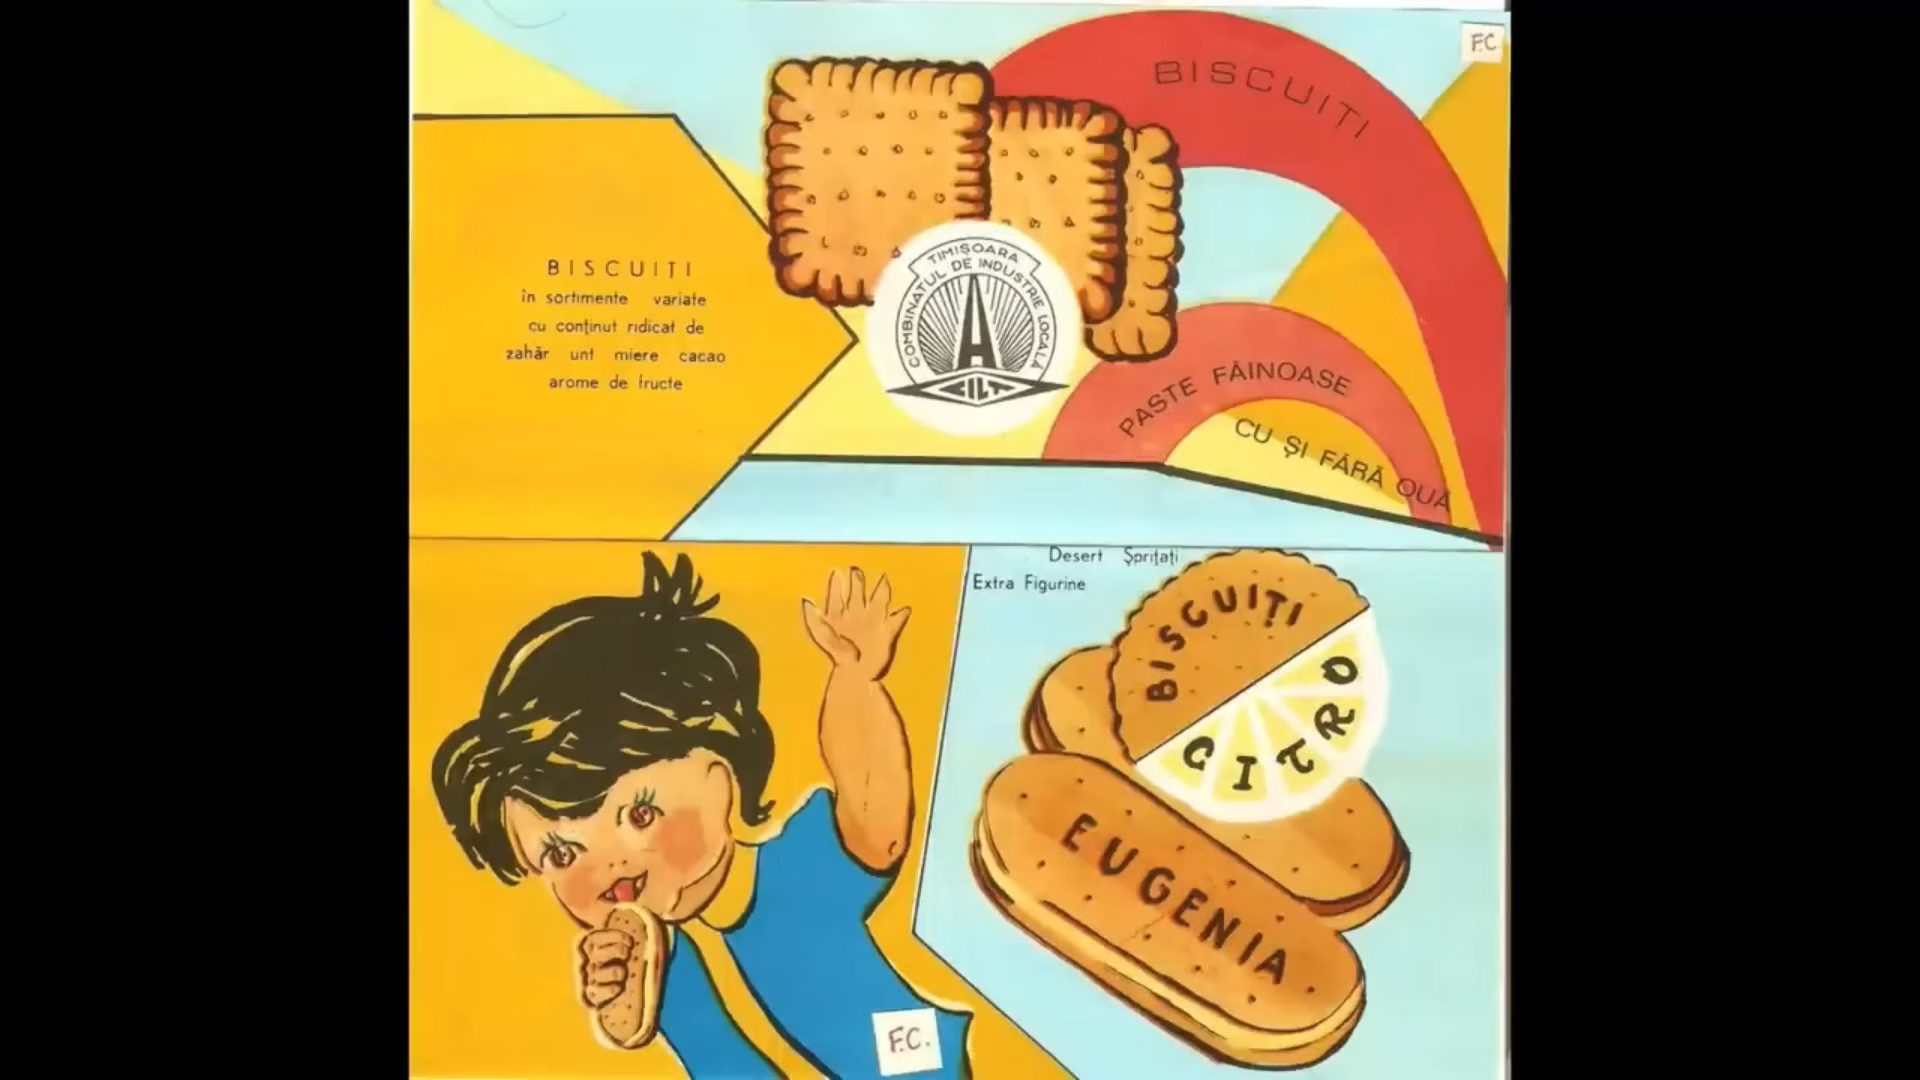 BISCUIȚI
F.C
BISCUIȚI
în sortimente variate
cu conținut ridicat de
zahăr unt miere cacao
arome de fructe
TIMIȘOARA
COMBINATUL DE INDUSTRIE LOCALĂ
CILT
PASTE FĂINOASE
CU ȘI FĂRĂ OUĂ
Desert Șprițați
Extra Figurine
BISCUIȚI
CITRO
EUGENIA
F.C.